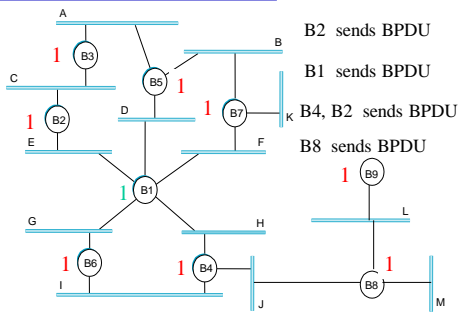 A
B2 sends BPDU
1 B3
B
B5 1
B1 sends BPDU
C
D
1 B7
K
B4, B2 sends BPDU
1 B2
E
F
B8 sends BPDU
1 B1
1 B9
G
H
L
1 B6
1 B4
1
B8
I
J
M